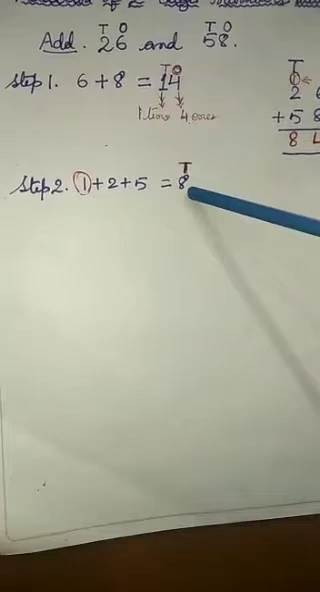 T O T O
Add. 26 and 58.
Step 1. 6 + 8 = 14
T O
1 tens 4 ones
T
1
2 6
+ 5 8
8 4
T
Step 2. 1 + 2 + 5 = 8